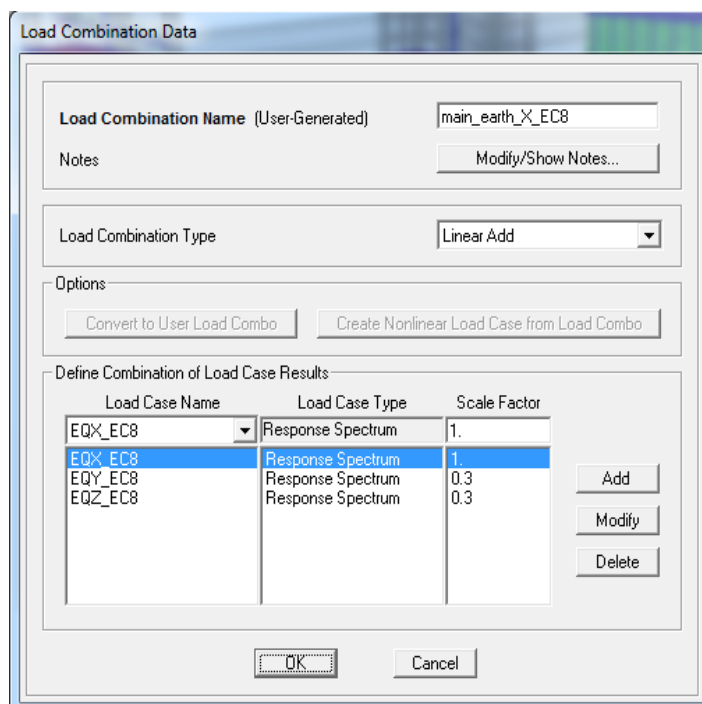 Load Combination Data
Load Combination Name (User-Generated) main_earth_X_EC8
Notes Modify/Show Notes...
Load Combination Type Linear Add
Options
Convert to User Load Combo Create Nonlinear Load Case from Load Combo
Define Combination of Load Case Results
Load Case Name Load Case Type Scale Factor
EQX_EC8 Response Spectrum 1.
EQX_EC8 Response Spectrum 1.
EQY_EC8 Response Spectrum 0.3
EQZ_EC8 Response Spectrum 0.3
Add
Modify
Delete
OK Cancel